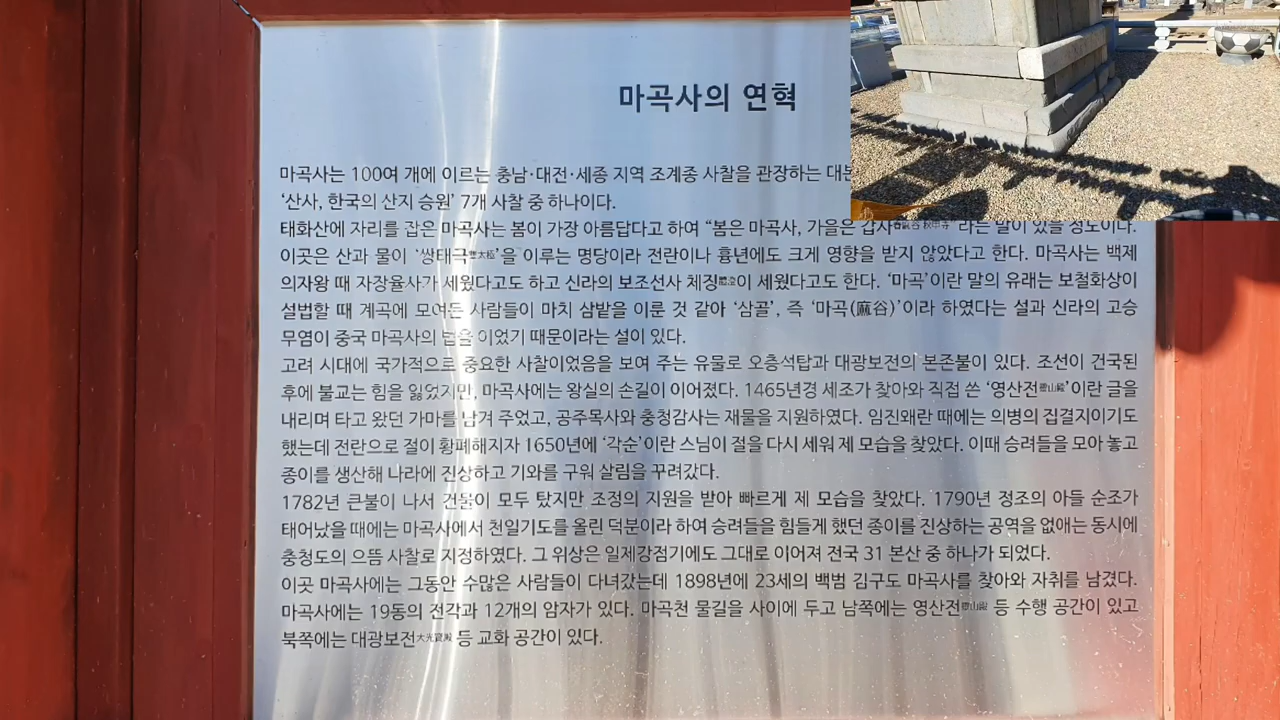 마곡사의 연혁
마곡사는 100여 개에 이르는 충남·대전·세종 지역 조계종 사찰을 관장하는
‘산사, 한국의 산지 승원’ 7개 사찰 중 하나이다.
태화산에 자리를 잡은 마곡사는 봄이 가장 아름답다고 하여 “봄은 마곡사, 가을은 갑사”라는 말이 있을 정도이다.
이곳은 산과 물이 ‘쌍태극雙太極’을 이루는 명당이라 전란이나 흉년에도 크게 영향을 받지 않았다고 한다. 마곡사는 백제
의자왕 때 자장율사가 세웠다고도 하고 신라의 보조선사 체징體澄이 세웠다고도 한다. ‘마곡’이란 말의 유래는 보철화상이
설법할 때 계곡에 모여든 사람들이 마치 삼밭을 이룬 것 같아 ‘삼골’, 즉 ‘마곡(麻谷)’이라 하였다는 설과 신라의 고승
무염이 중국 마곡사의 법을 이었기 때문이라는 설이 있다.
고려 시대에 국가적으로 중요한 사찰이었음을 보여 주는 유물로 오층석탑과 대광보전의 본존불이 있다. 조선이 건국된
후에 불교는 힘을 잃었지만, 마곡사에는 왕실의 손길이 이어졌다. 1465년경 세조가 찾아와 직접 쓴 ‘영산전靈山殿’이란 글을
내리며 타고 왔던 가마를 남겨 주었고, 공주목사와 충청감사는 재물을 지원하였다. 임진왜란 때에는 의병의 집결지이기도
했는데 전란으로 절이 황폐해지자 1650년에 ‘각순’이란 스님이 절을 다시 세워 제 모습을 찾았다. 이때 승려들을 모아 놓고
종이를 생산해 나라에 진상하고 기와를 구워 살림을 꾸려갔다.
1782년 큰불이 나서 건물이 모두 탔지만 조정의 지원을 받아 빠르게 제 모습을 찾았다. 1790년 정조의 아들 순조가
태어났을 때에는 마곡사에서 천일기도를 올린 덕분이라 하여 승려들을 힘들게 했던 종이를 진상하는 공역을 없애는 동시에
충청도의 으뜸 사찰로 지정하였다. 그 위상은 일제강점기에도 그대로 이어져 전국 31 본산 중 하나가 되었다.
이곳 마곡사에는 그동안 수많은 사람들이 다녀갔는데 1898년에 23세의 백범 김구도 마곡사를 찾아와 자취를 남겼다.
마곡사에는 19동의 전각과 12개의 암자가 있다. 마곡천 물길을 사이에 두고 남쪽에는 영산전靈山殿 등 수행 공간이 있고
북쪽에는 대광보전大光寶殿 등 교화 공간이 있다.